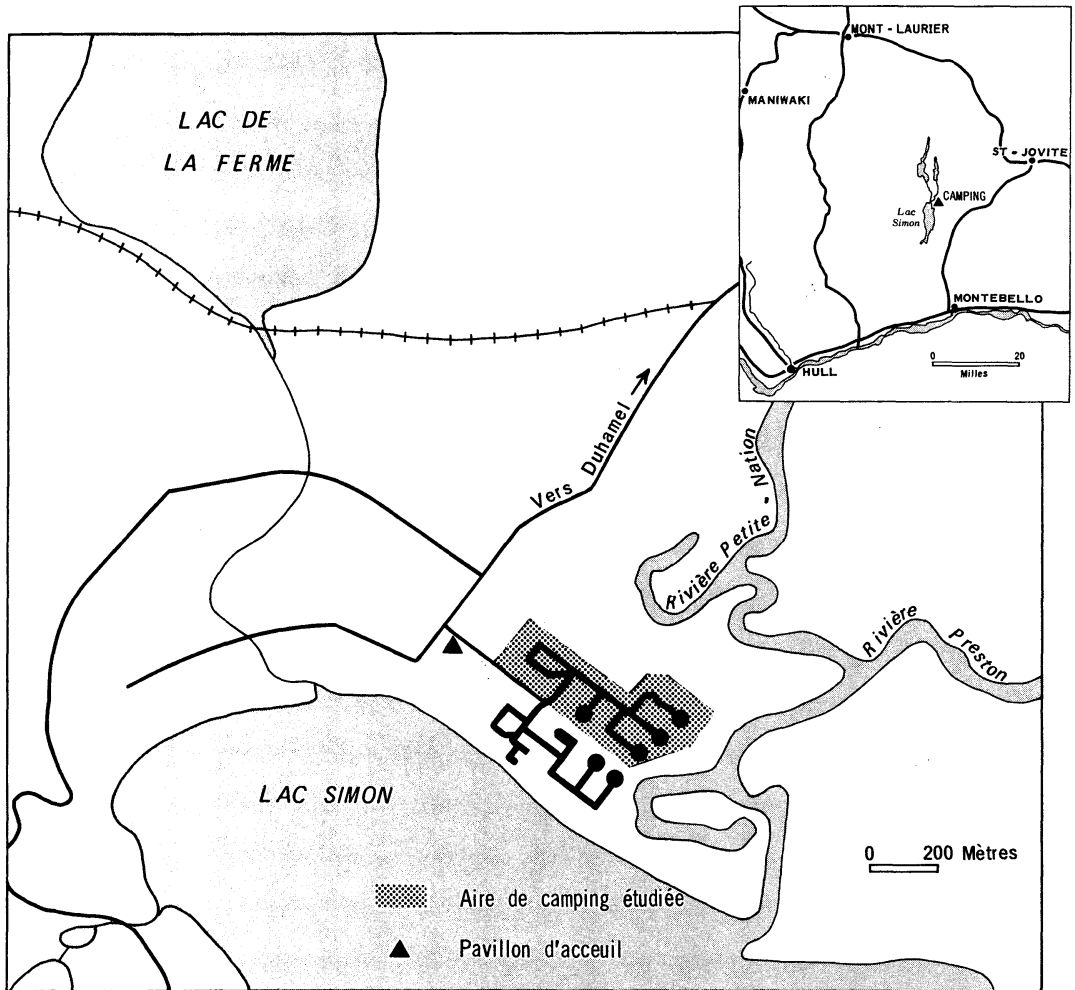 LAC DE
LA FERME
MONT - LAURIER
MANIWAKI
ST - JOVITE
CAMPING
Lac
Simon
MONTEBELLO
HULL
0 20
Milles
Vers Duhamel
Rivière Petite - Nation
Rivière Preston
LAC SIMON
0 200 Mètres
Aire de camping étudiée
Pavillon d'acceuil